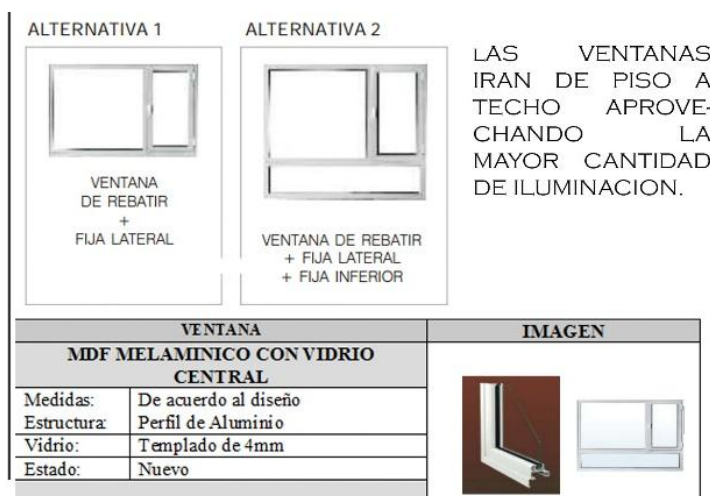 ALTERNATIVA 1
VENTANA
DE REBATIR
+
FIJA LATERAL
ALTERNATIVA 2
VENTANA DE REBATIR
+ FIJA LATERAL
+ FIJA INFERIOR
LAS VENTANAS
IRAN DE PISO A
TECHO APROVE-
CHANDO LA
MAYOR CANTIDAD
DE ILUMINACION.
VENTANA IMAGEN
MDF MELAMINICO CON VIDRIO
CENTRAL
Medidas: De acuerdo al diseño
Estructura: Perfil de Aluminio
Vidrio: Templado de 4mm
Estado: Nuevo